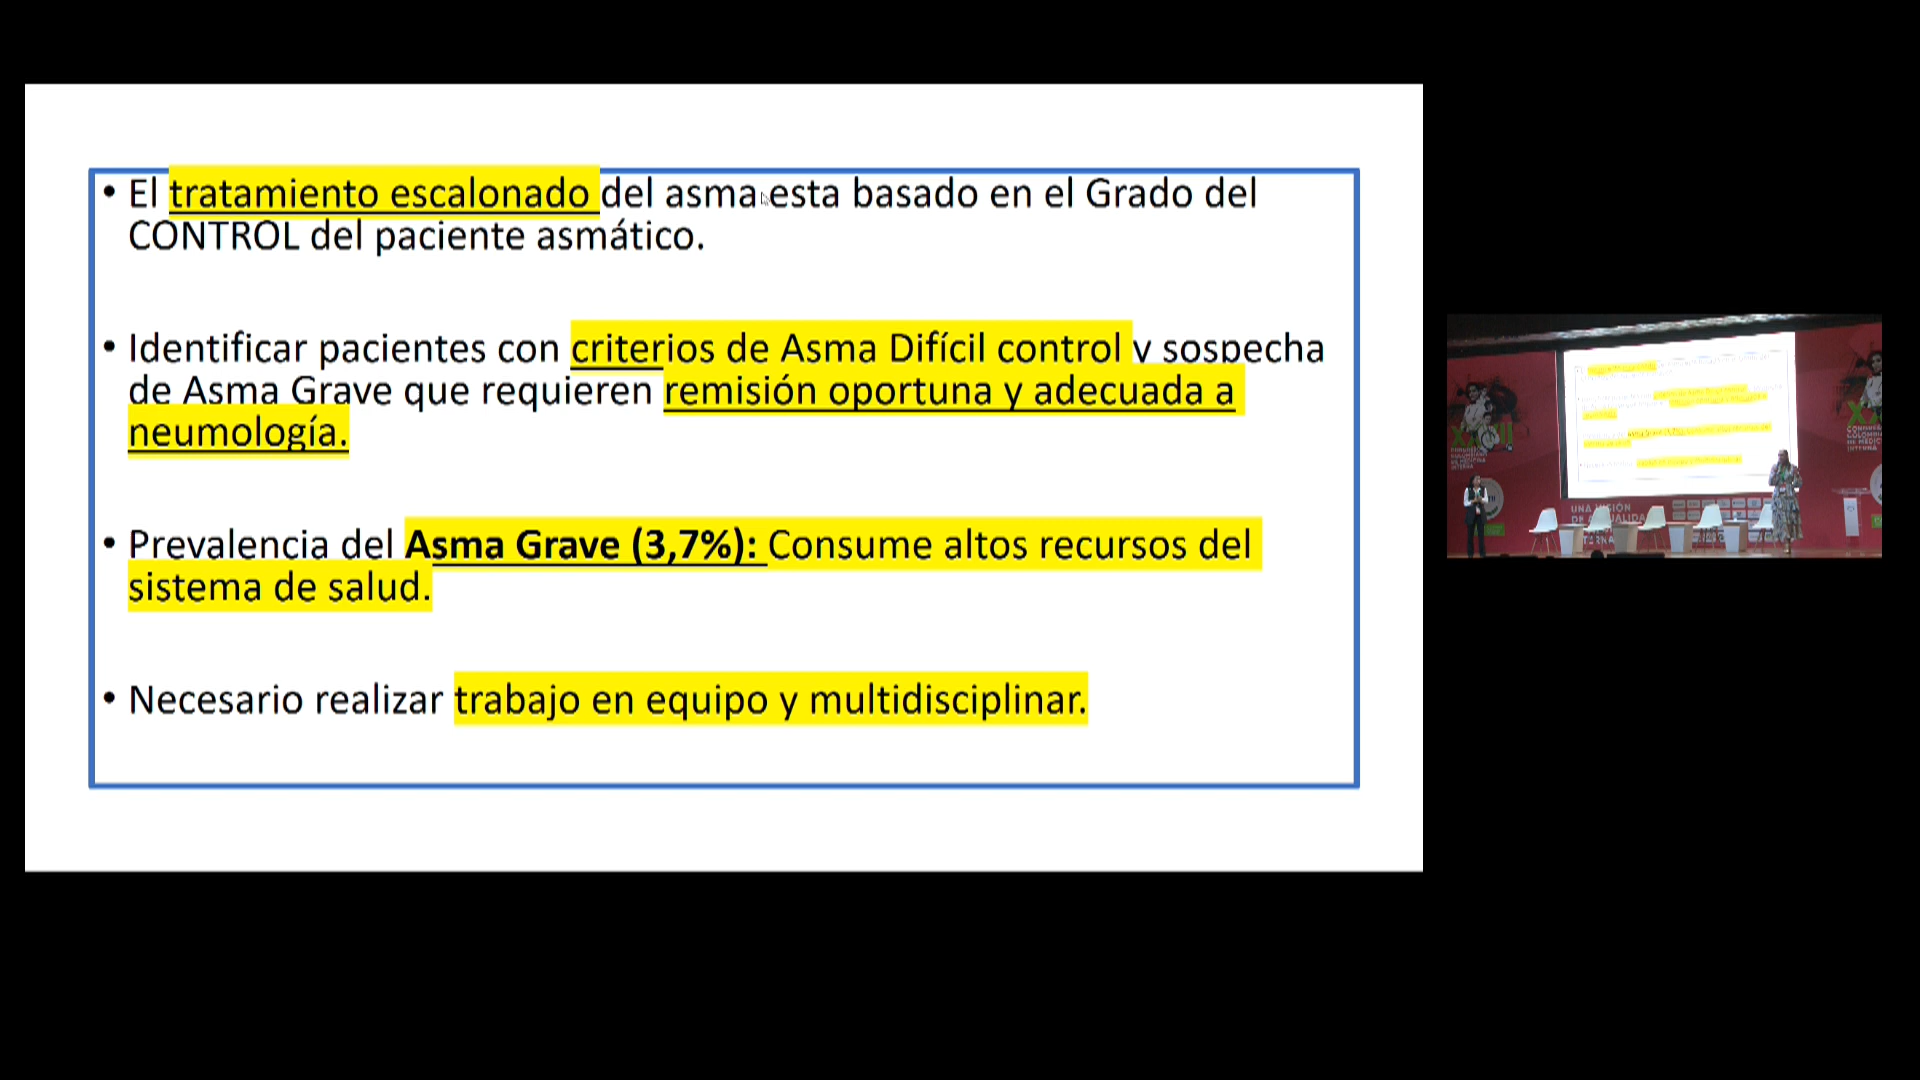 • El tratamiento escalonado del asma esta basado en el Grado del
CONTROL del paciente asmático.
• Identificar pacientes con criterios de Asma Difícil control y sospecha
de Asma Grave que requieren remisión oportuna y adecuada a
neumología.
• Prevalencia del Asma Grave (3,7%): Consume altos recursos del
sistema de salud.
• Necesario realizar trabajo en equipo y multidisciplinar.